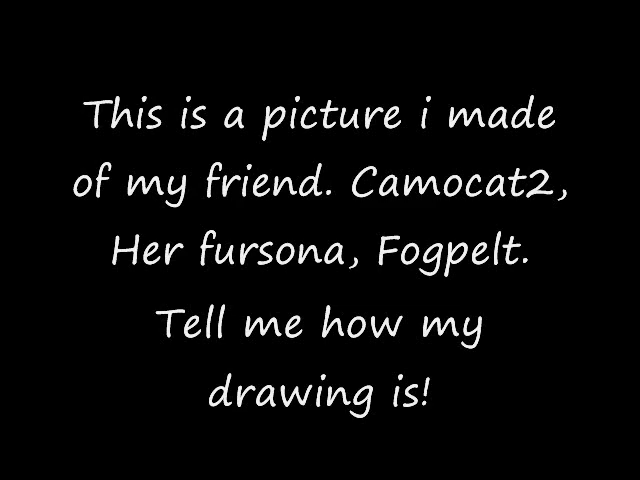 This is a picture i made
of my friend. Camocat2,
Her fursona, Fogpelt.
Tell me how my
drawing is!